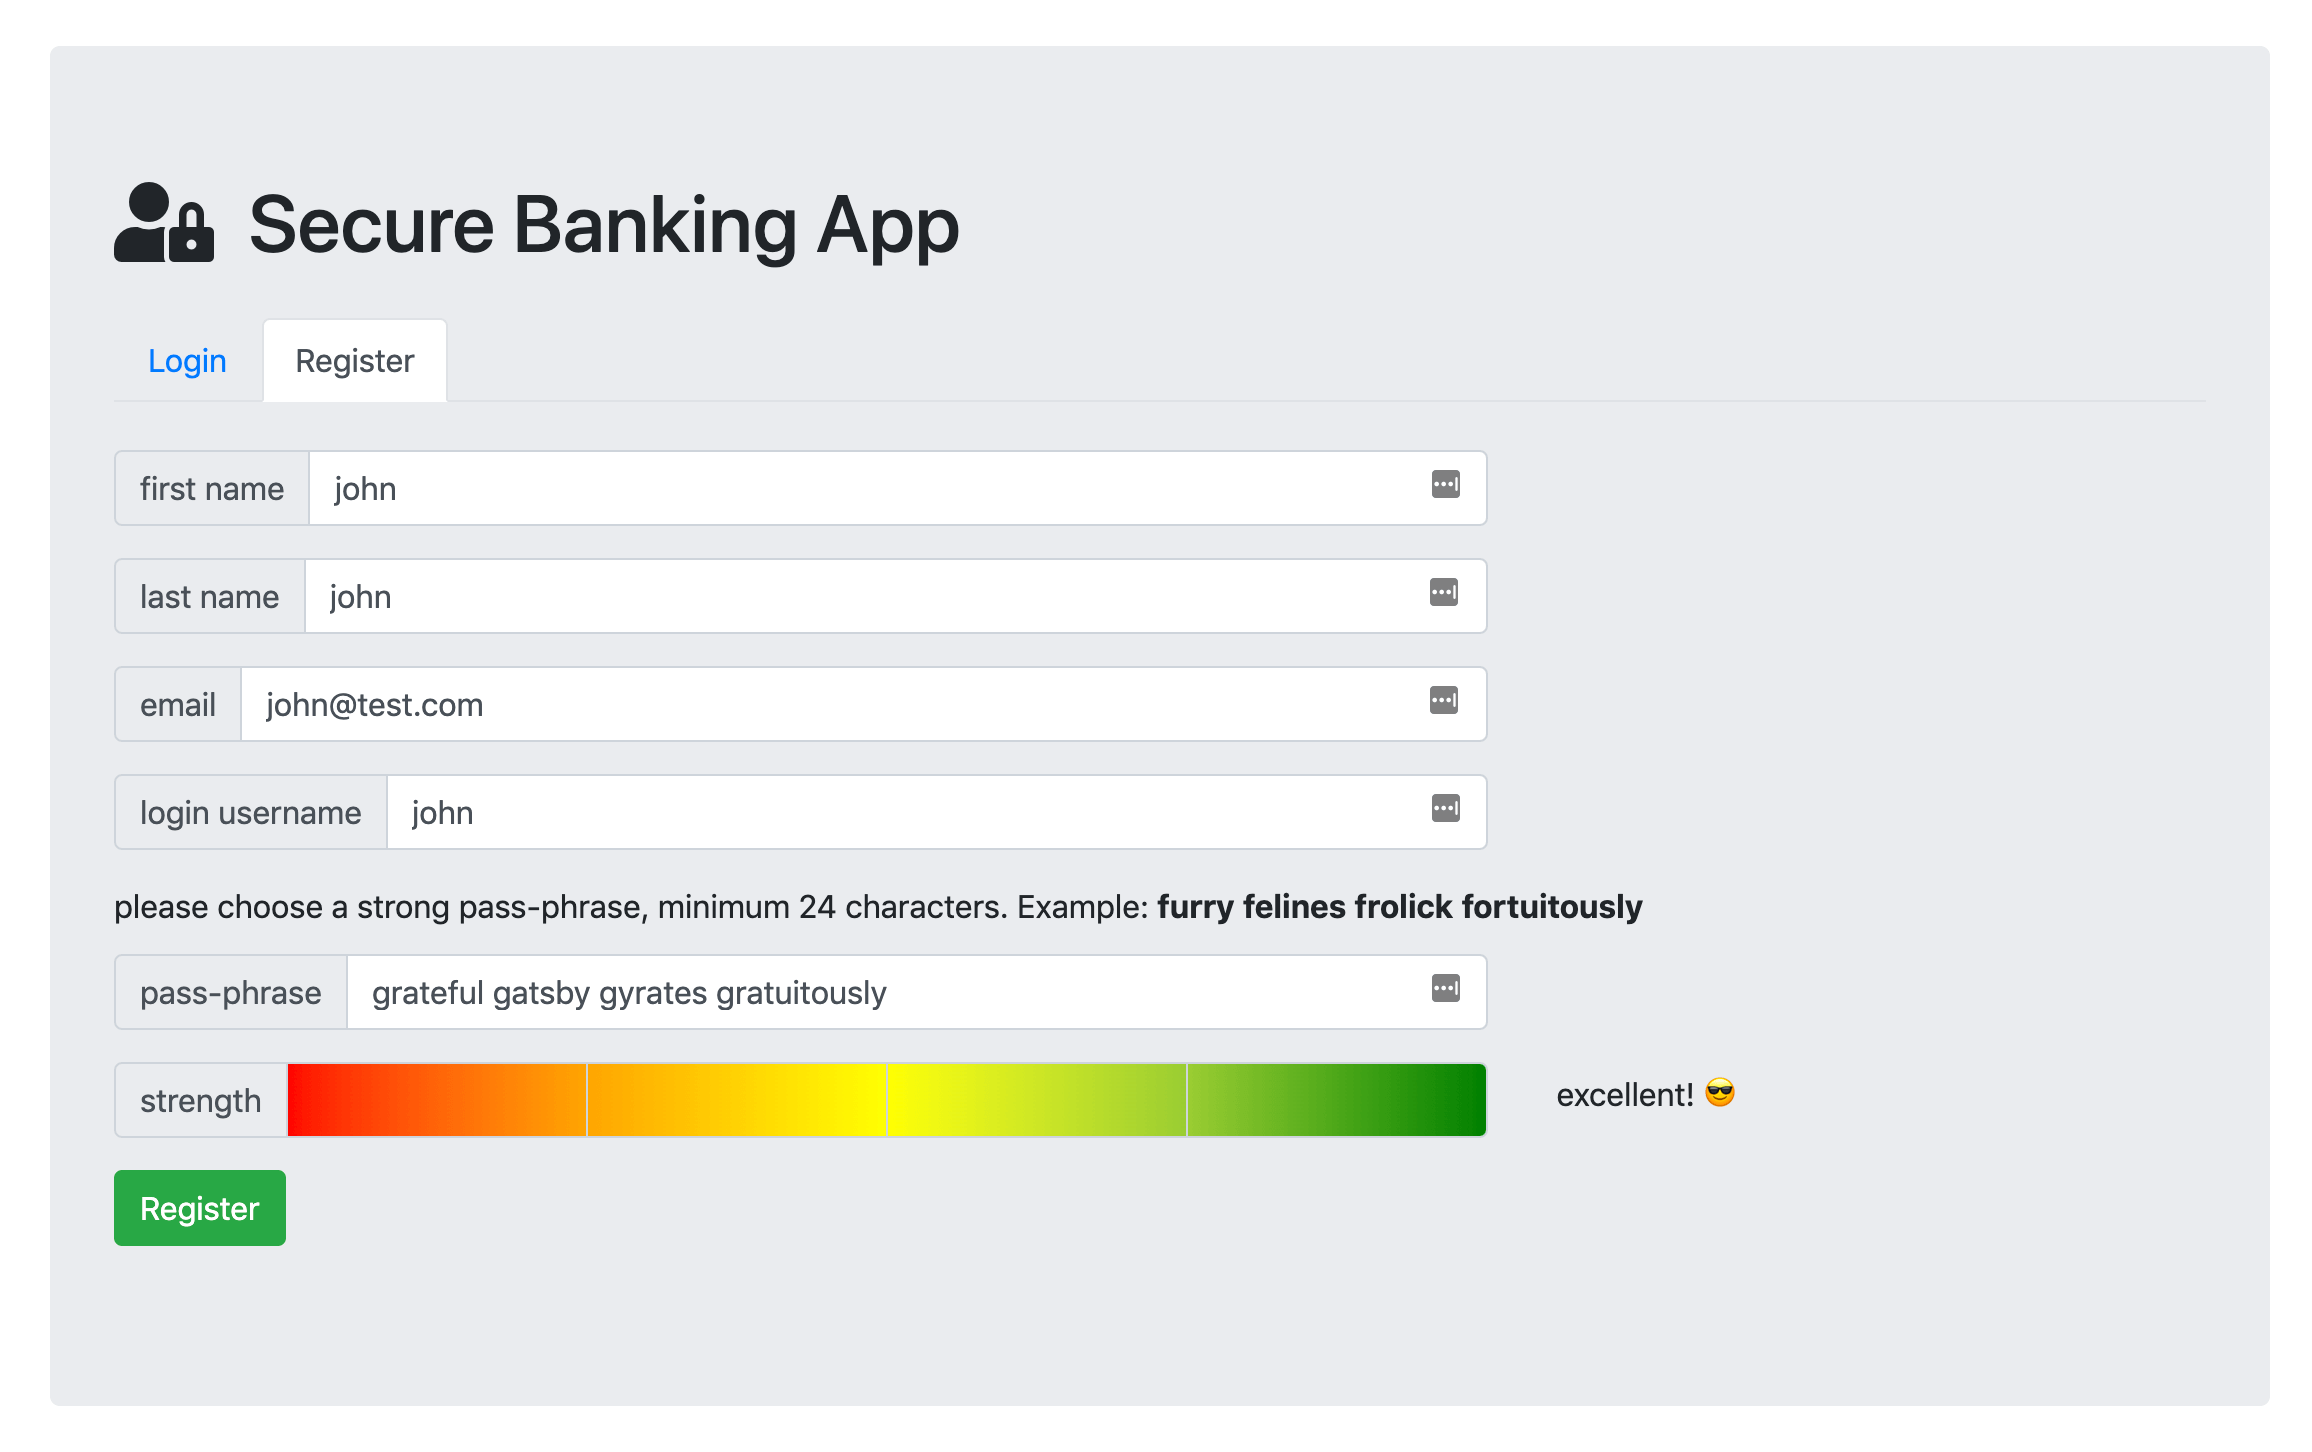 Secure Banking App
Login Register
first name john
last name john
email john@test.com
login username john
please choose a strong pass-phrase, minimum 24 characters. Example: furry felines frolick fortuitously
pass-phrase grateful gatsby gyrates gratuitously
strength excellent! 😎
Register